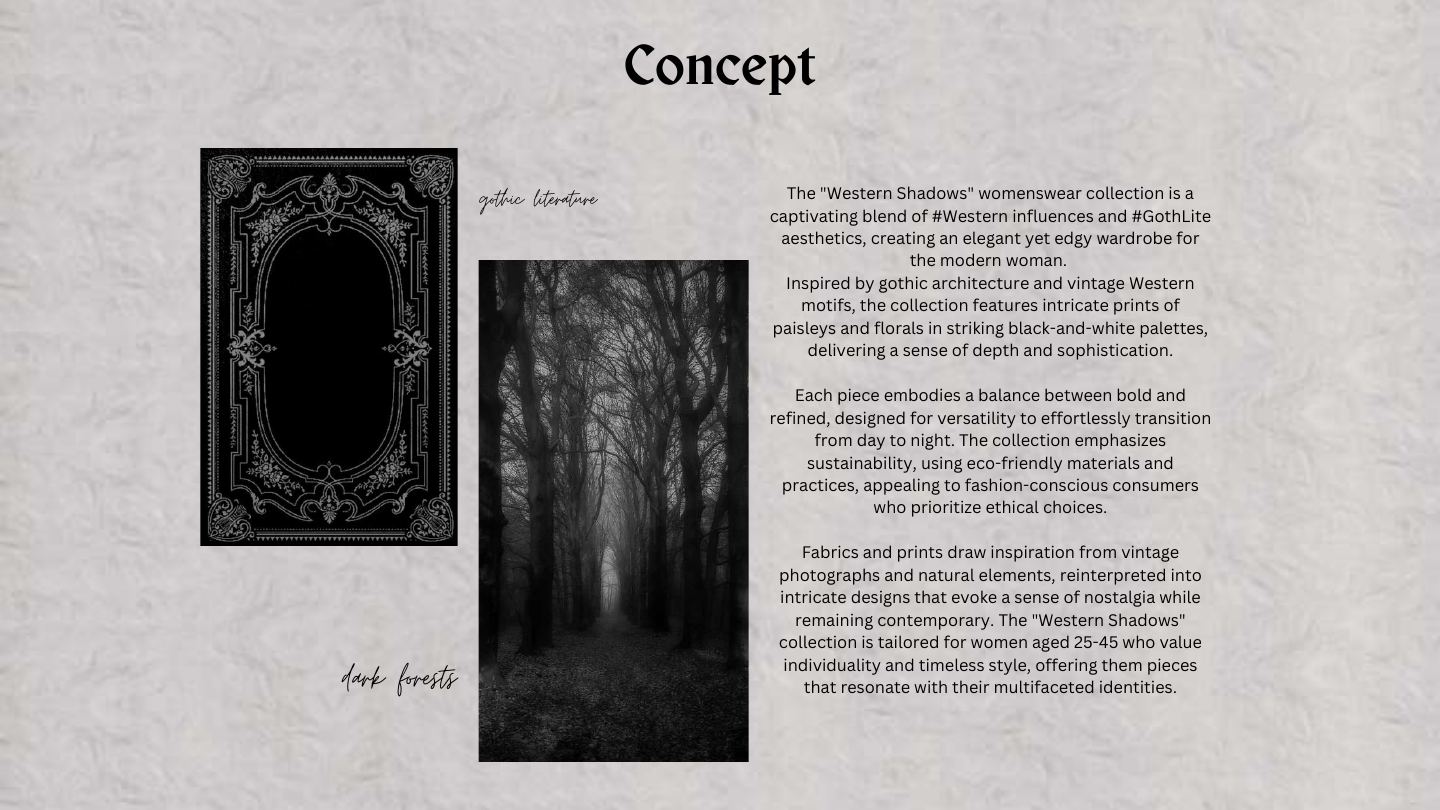 Concept
gothic literature
dark forests
The "Western Shadows" womenswear collection is a
captivating blend of #Western influences and #GothLite
aesthetics, creating an elegant yet edgy wardrobe for
the modern woman.
Inspired by gothic architecture and vintage Western
motifs, the collection features intricate prints of
paisleys and florals in striking black-and-white palettes,
delivering a sense of depth and sophistication.
Each piece embodies a balance between bold and
refined, designed for versatility to effortlessly transition
from day to night. The collection emphasizes
sustainability, using eco-friendly materials and
practices, appealing to fashion-conscious consumers
who prioritize ethical choices.
Fabrics and prints draw inspiration from vintage
photographs and natural elements, reinterpreted into
intricate designs that evoke a sense of nostalgia while
remaining contemporary. The "Western Shadows"
collection is tailored for women aged 25-45 who value
individuality and timeless style, offering them pieces
that resonate with their multifaceted identities.